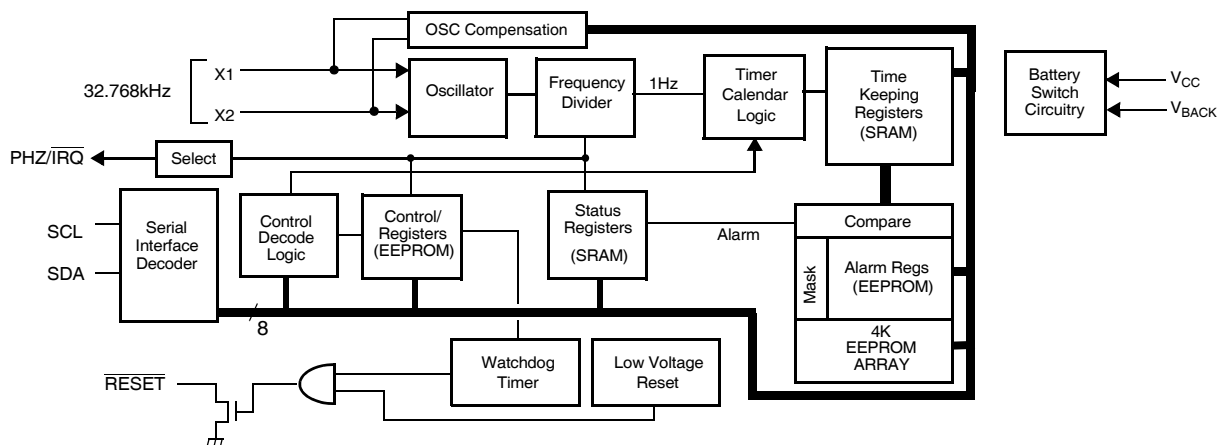 OSC Compensation
32.768kHz
X1
X2
Oscillator
Frequency
Divider
1Hz
Timer
Calendar
Logic
Time
Keeping
Registers
(SRAM)
Battery
Switch
Circuitry
VCC
VBACK
PHZ/IRQ
Select
SCL
SDA
Serial
Interface
Decoder
Control
Decode
Logic
Control/
Registers
(EEPROM)
Status
Registers
(SRAM)
Alarm
Compare
Mask
Alarm Regs
(EEPROM)
4K
EEPROM
ARRAY
8
RESET
Watchdog
Timer
Low Voltage
Reset